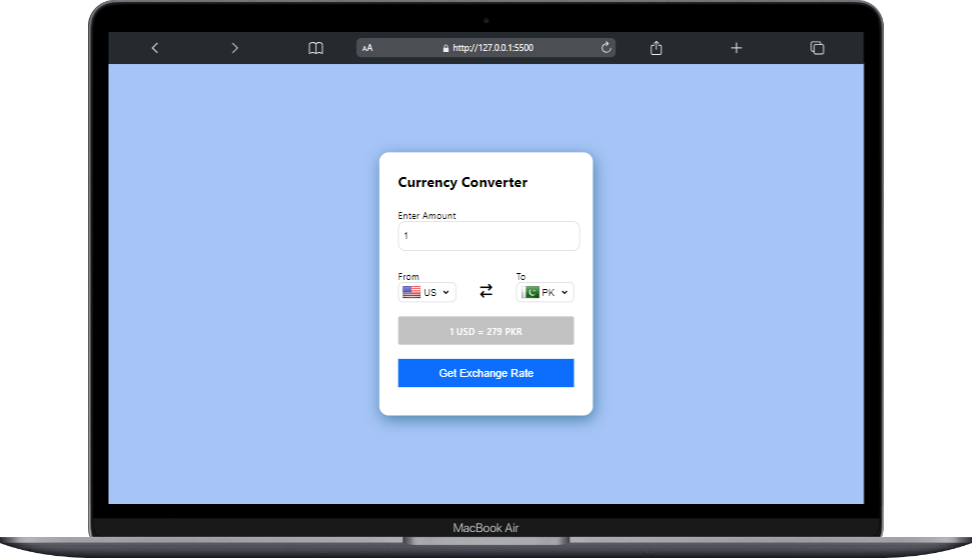 AA http://127.0.0.1:5500
Currency Converter
Enter Amount
1
From To
US PK
1 USD = 279 PKR
Get Exchange Rate
MacBook Air